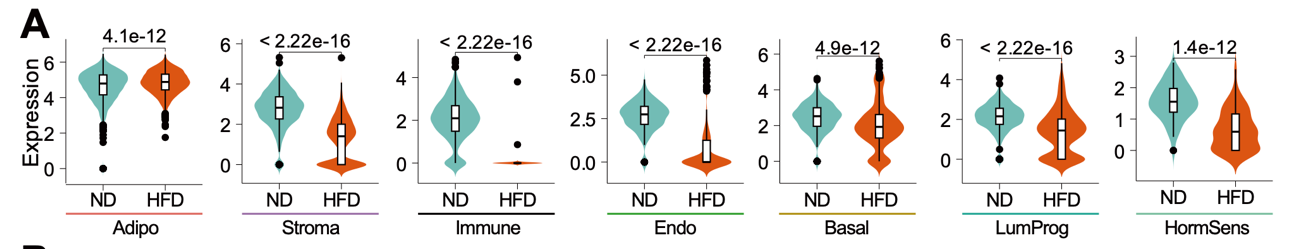 A
Expression
4.1e-12
6
4
2
0
ND HFD
Adipo
< 2.22e-16
6
4
2
0
ND HFD
Stroma
< 2.22e-16
4
2
0
ND HFD
Immune
< 2.22e-16
5.0
2.5
0.0
ND HFD
Endo
4.9e-12
6
4
2
0
ND HFD
Basal
< 2.22e-16
6
4
2
0
ND HFD
LumProg
1.4e-12
3
2
1
0
ND HFD
HormSens